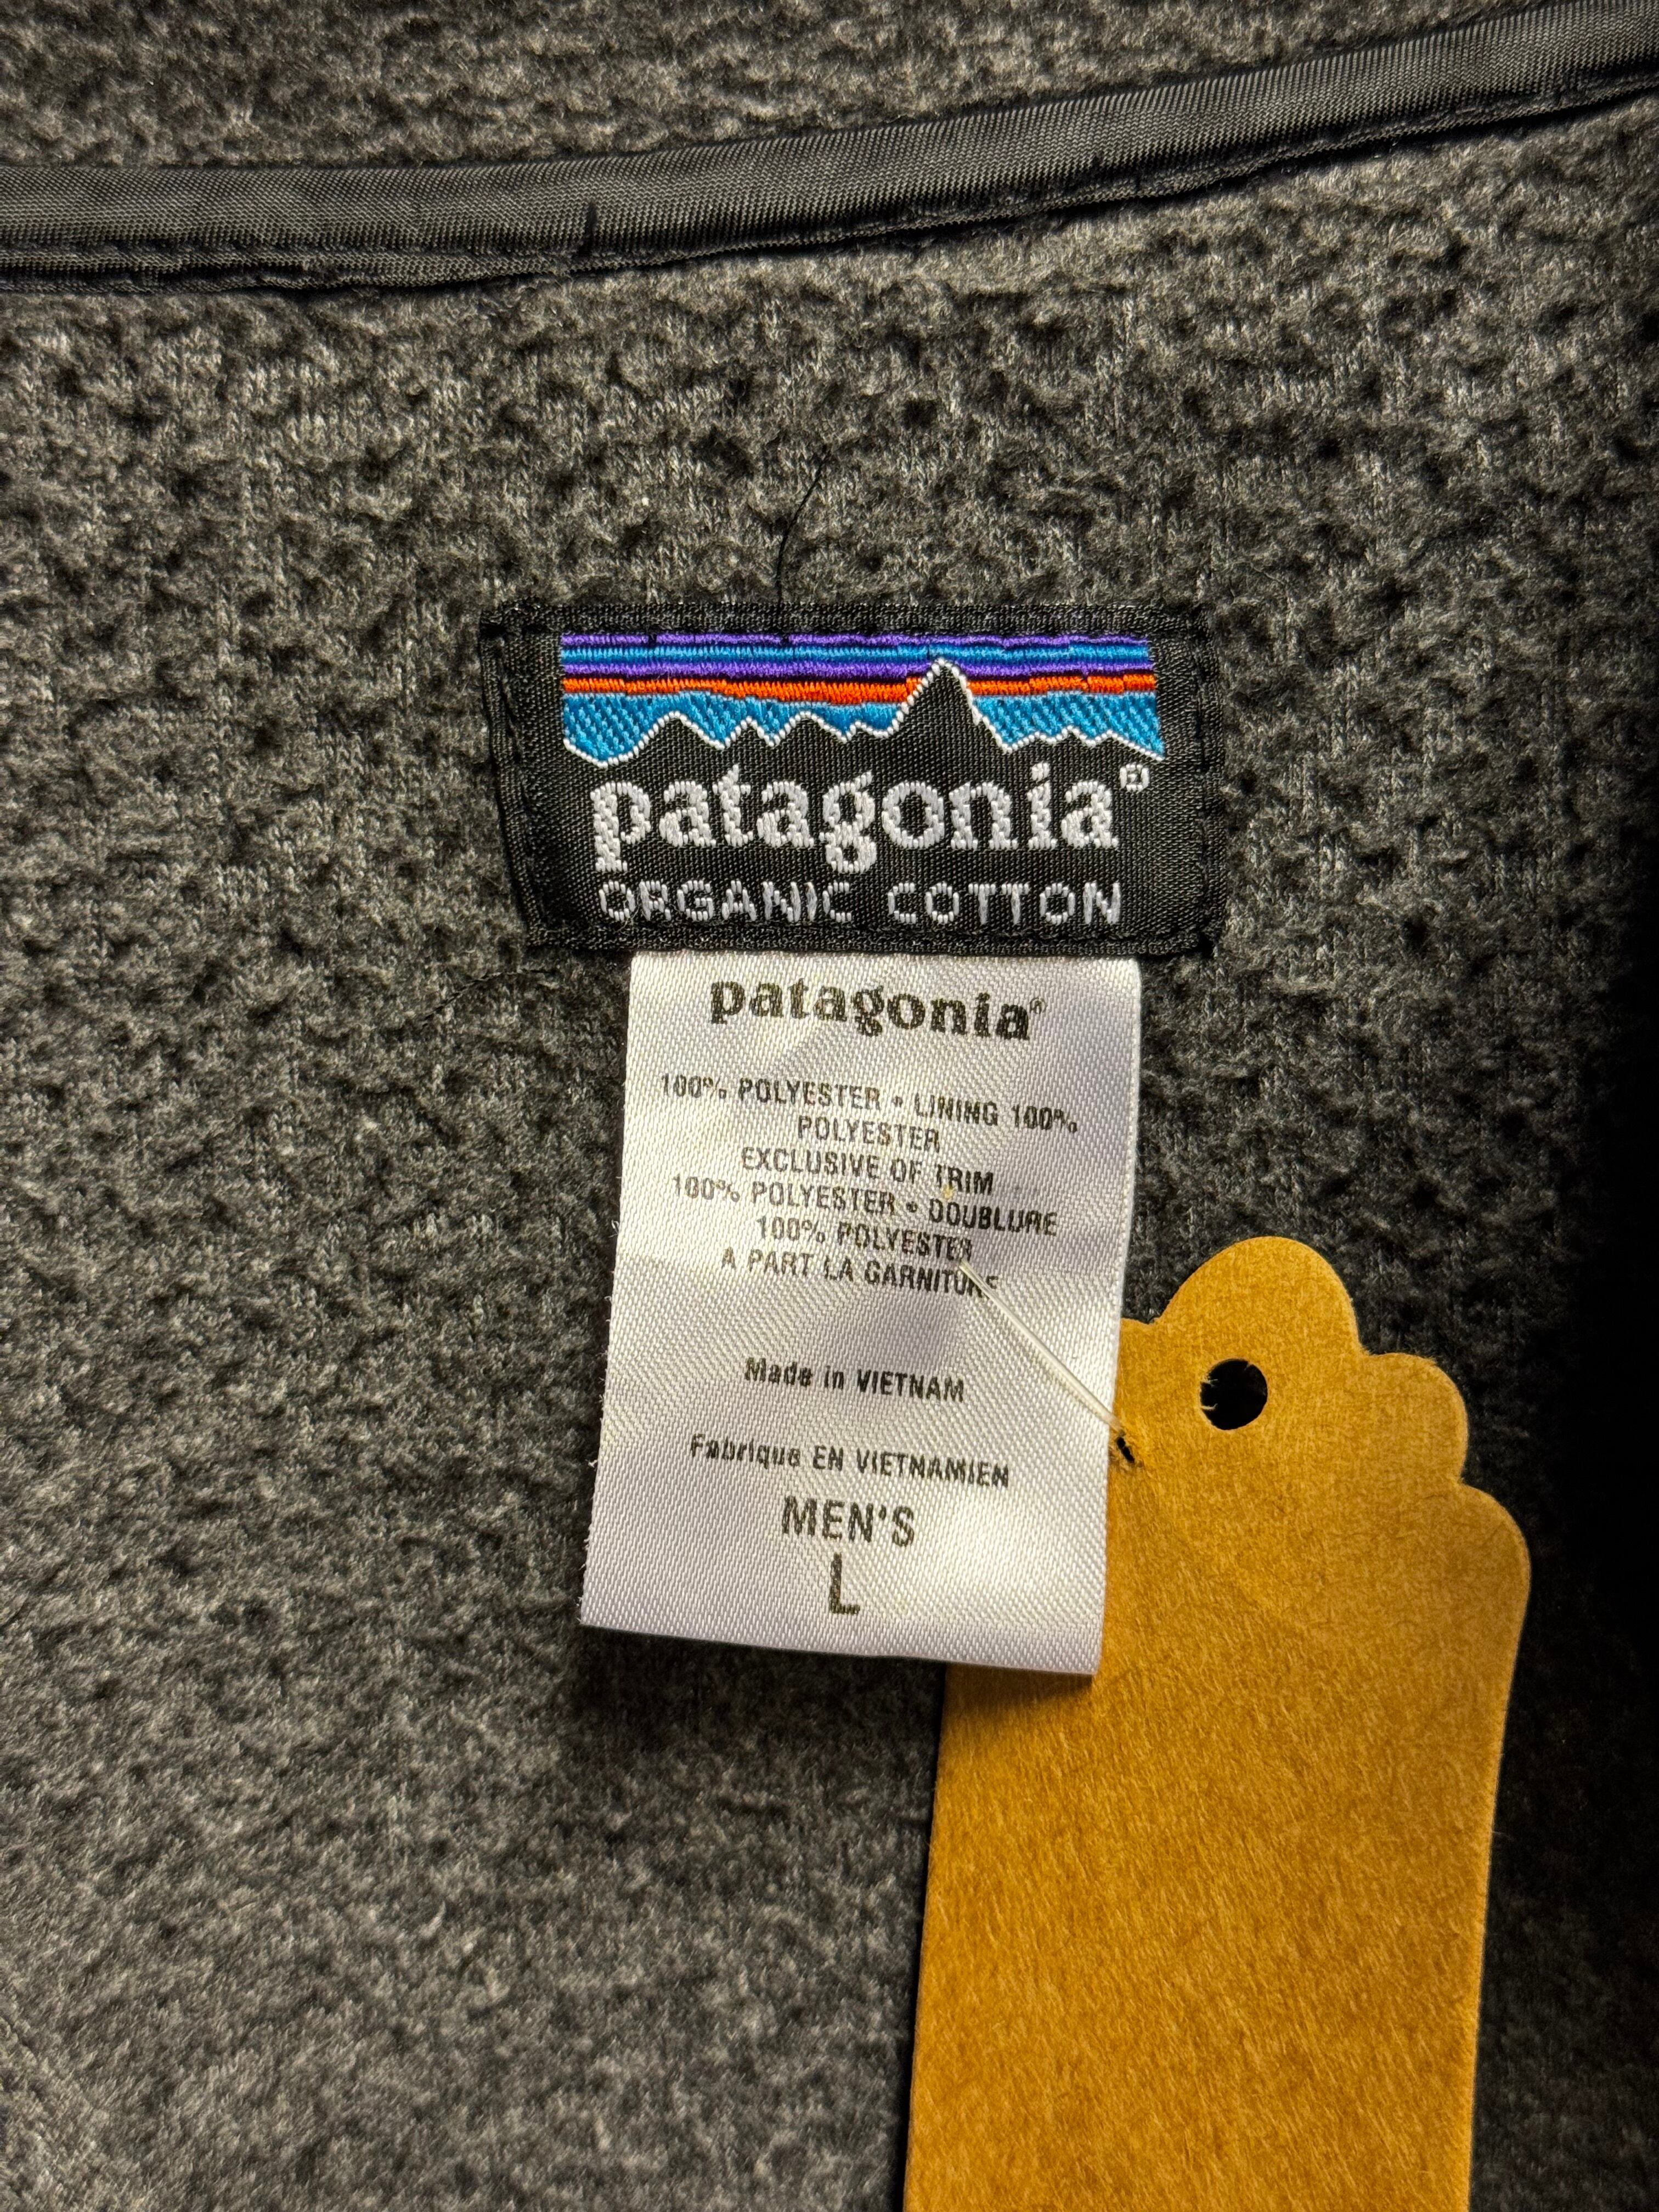 patagonia®
ORGANIC COTTON
patagonia®
100% POLYESTER • LINING 100%
POLYESTER
EXCLUSIVE OF TRIM
100% POLYESTER • DOUBLURE
100% POLYESTER
A PART LA GARNITURE
Made in VIETNAM
Fabrique EN VIETNAMIEN
MEN'S
L